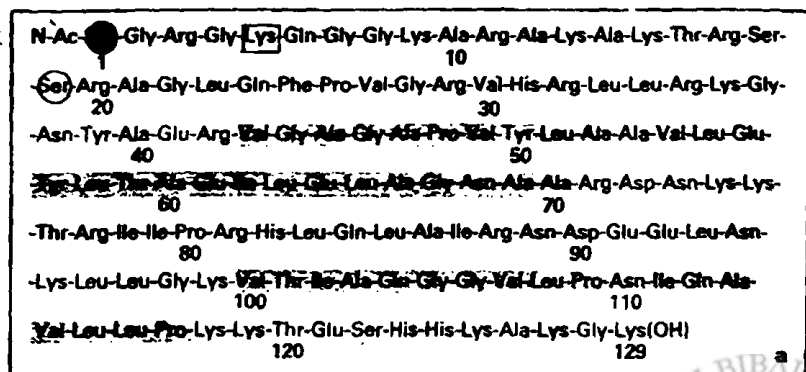 N-Ac- -Gly-Arg-Gly-Lys-Gln-Gly-Gly-Lys-Ala-Arg-Ala-Lys-Ala-Lys-Thr-Arg-Ser-
1 10
-Ser-Arg-Ala-Gly-Leu-Gln-Phe-Pro-Val-Gly-Arg-Val-His-Arg-Leu-Leu-Arg-Lys-Gly-
20 30
-Asn-Tyr-Ala-Glu-Arg-Val-Gly-Ala-Gly-Ala-Pro-Val-Tyr-Leu-Ala-Ala-Val-Leu-Glu-
40 50
-Tyr-Leu-Thr-Ala-Glu-Ile-Leu-Glu-Leu-Ala-Gly-Asn-Ala-Ala-Arg-Asp-Asn-Lys-Lys-
60 70
-Thr-Arg-Ile-Ile-Pro-Arg-His-Leu-Gln-Leu-Ala-Ile-Arg-Asn-Asp-Glu-Glu-Leu-Asn-
80 90
-Lys-Leu-Leu-Gly-Lys-Val-Thr-Ile-Ala-Gln-Gly-Gly-Val-Leu-Pro-Asn-Ile-Gln-Ala-
100 110
Val-Leu-Leu-Pro-Lys-Lys-Thr-Glu-Ser-His-His-Lys-Ala-Lys-Gly-Lys(OH)
120 129
a